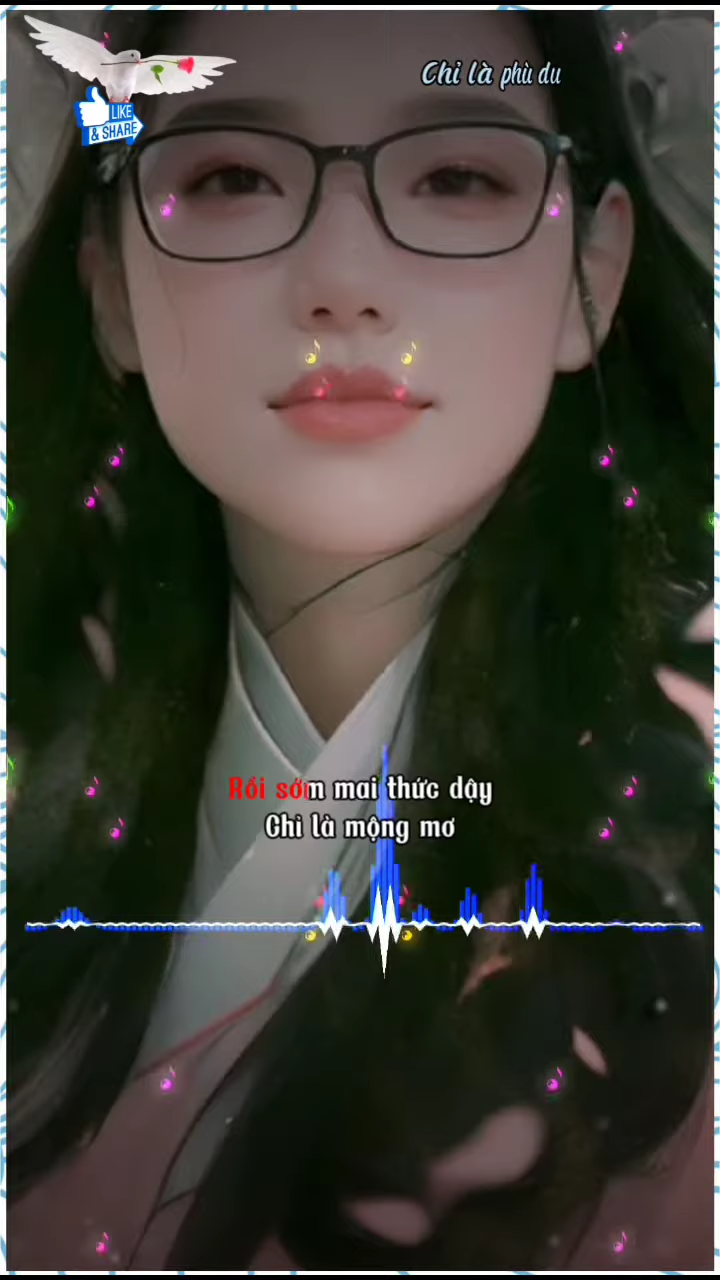 Chỉ là phù du
LIKE
& SHARE
Rồi sớm mai thức dậy
Chỉ là mộng mơ